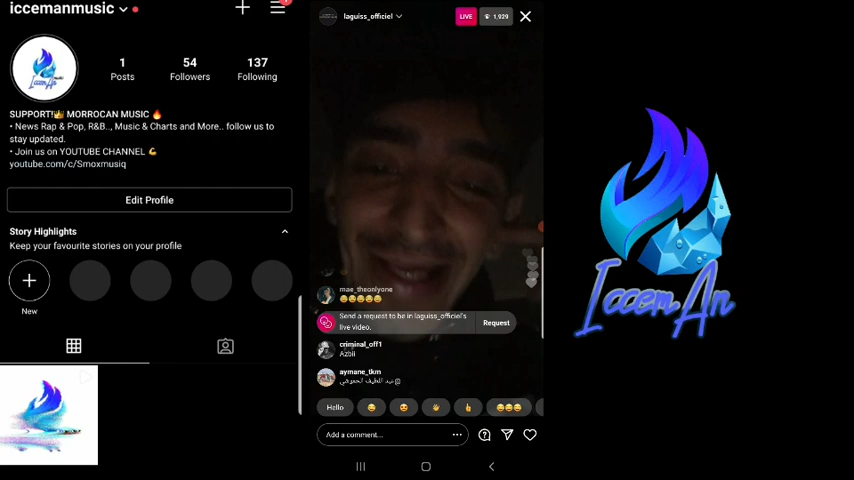 iccemanmusic
1
Posts
54
Followers
137
Following
SUPPORT!👑 MORROCAN MUSIC 🔥
• News Rap & Pop, R&B.., Music & Charts and More.. follow us to
stay updated.
• Join us on YOUTUBE CHANNEL 💪
youtube.com/c/Smoxmusiq
Edit Profile
Story Highlights
Keep your favourite stories on your profile
New
laguiss_officiel
LIVE
1,929
mae_theonlyone
😂😂😂😂😂
Send a request to be in laguiss_officiel's
live video.
Request
criminal_off1
Azbii
aymane_tkm
Hello
Add a comment...
IccemAn